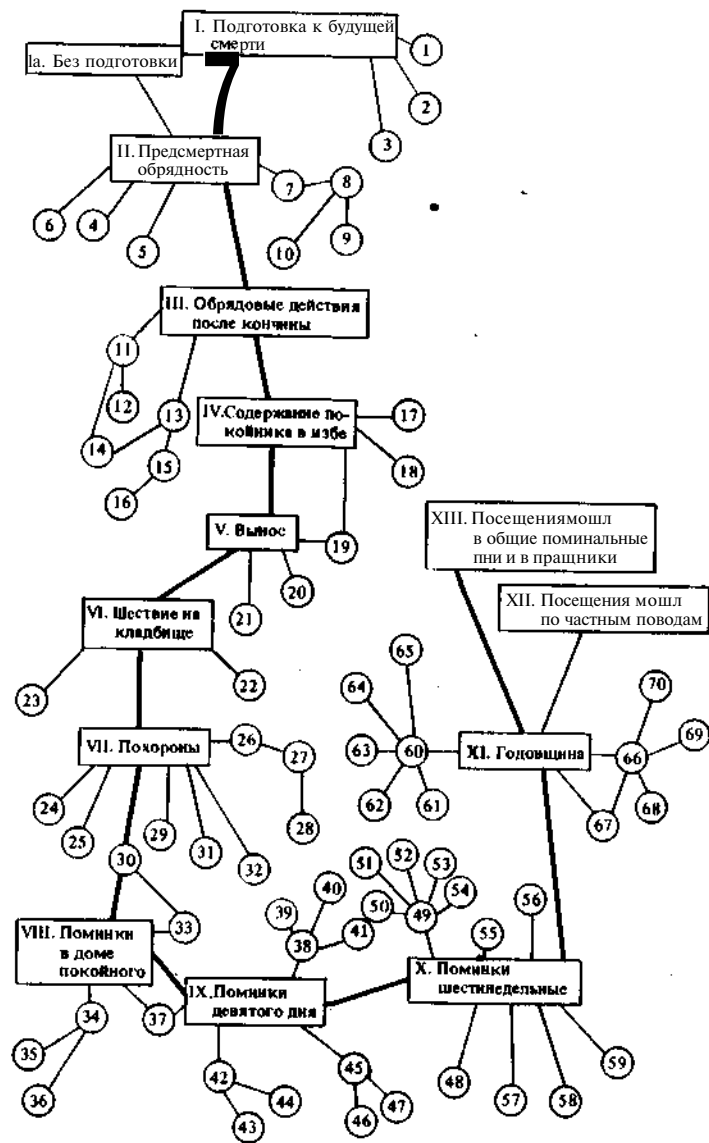 I. Подготовка к будущей
смерти
Iа. Без подготовки
1
2
3
II. Предсмертная
обрядность
7
8
6
4
5
10
9
III. Обрядовые действия
после кончины
11
12
13
14
15
16
IV. Содержание по-
койника в избе
17
18
V. Вынос
19
20
21
XIII. Посещениямошл
в общие поминальные
пни и в пращники
XII. Посещения мошл
по частным поводам
VI. Шествие на
кладбище
23
22
65
64
70
VII. Похороны
26
27
63
60
XI. Годовщина
66
69
24
25
29
31
32
28
62
61
67
68
30
33
51
52
53
54
50
49
40
39
41
38
55
56
VIII. Поминки
в доме
покойного
IX. Поминки
девятого дня
X. Поминки
шестинедельные
34
37
35
36
42
44
43
45
46
47
48
57
58
59